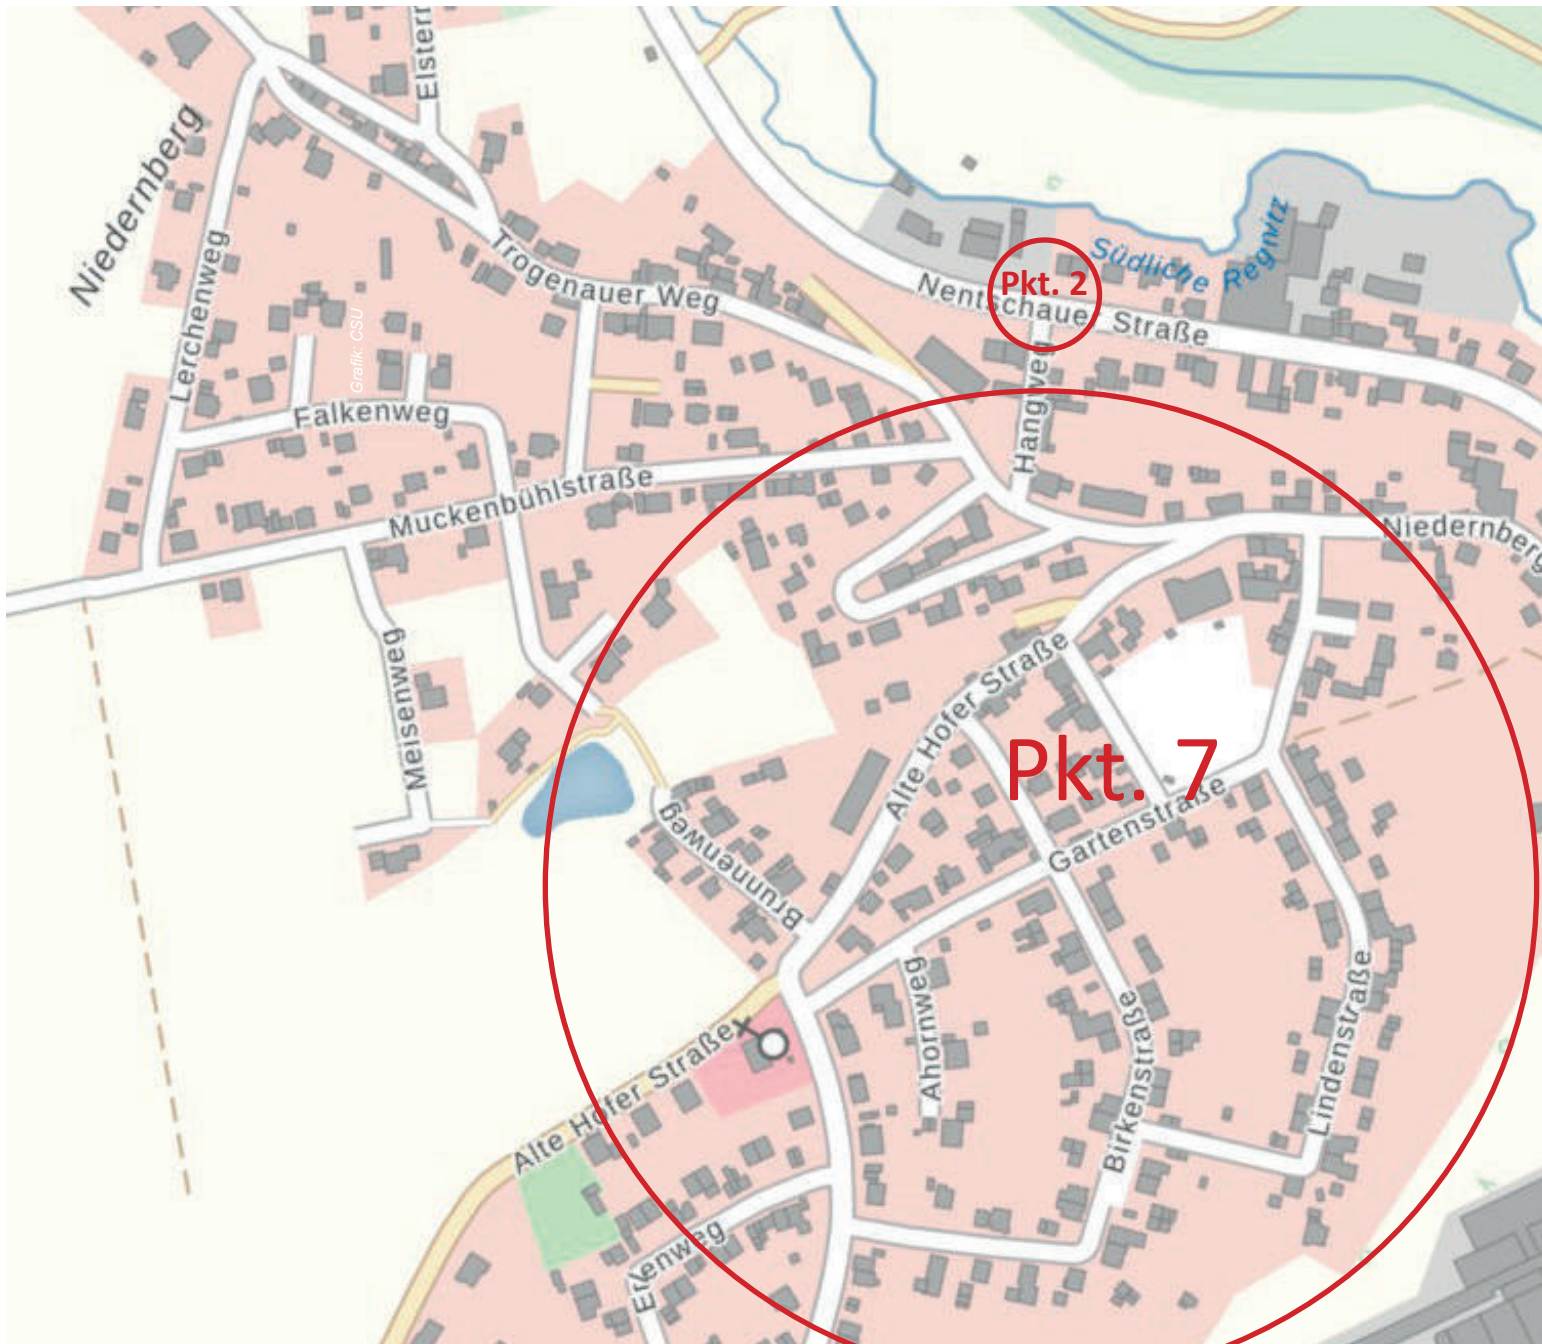 Elstern
Niedernberg
Südliche Regnitz
Pkt. 2
Nentschauer Straße
Trogenauer Weg
Lerchenweg
Grafik: CSU
Falkenweg
Hangweg
Muckenbühlstraße
Niedernberg
Meisenweg
Alte Hofer Straße
Pkt. 7
Gartenstraße
Brunnenweg
Ahornweg
Birkenstraße
Lindenstraße
Alte Hofer Straße
Erlenweg